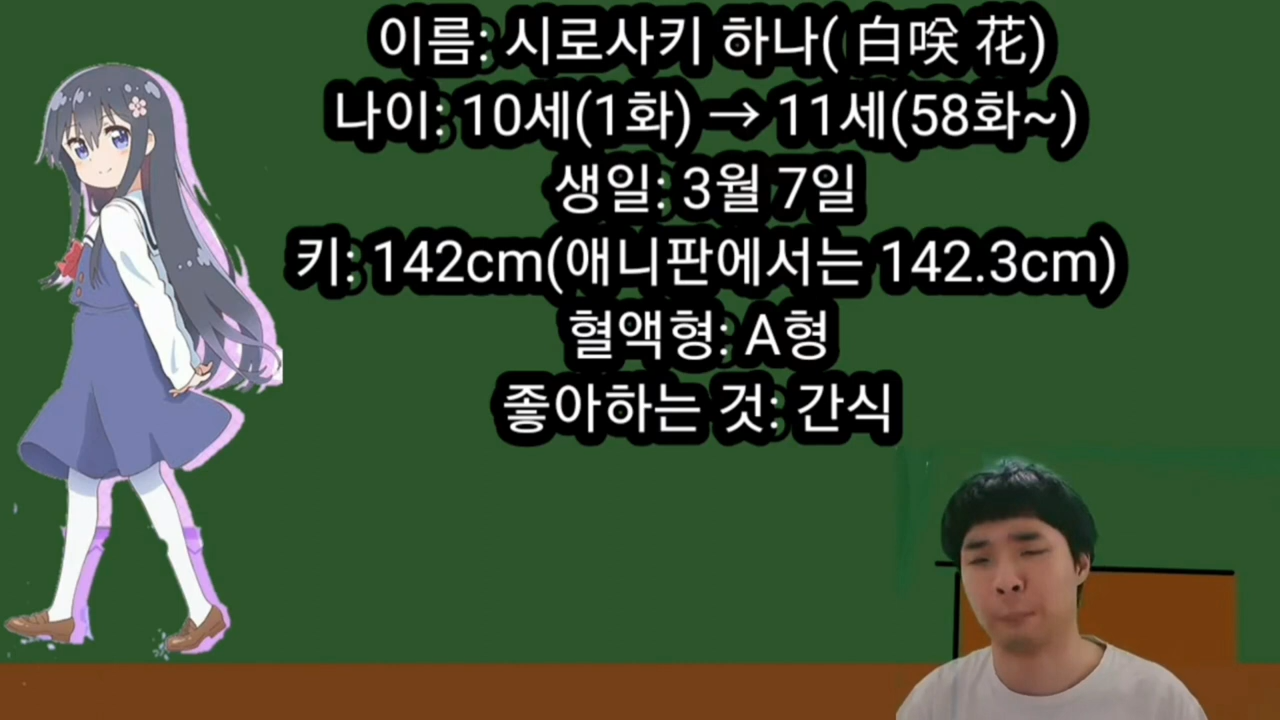 이름: 시로사키 하나( 白咲 花)
나이: 10세(1화) → 11세(58화~)
생일: 3월 7일
키: 142cm(애니판에서는 142.3cm)
혈액형: A형
좋아하는 것: 간식